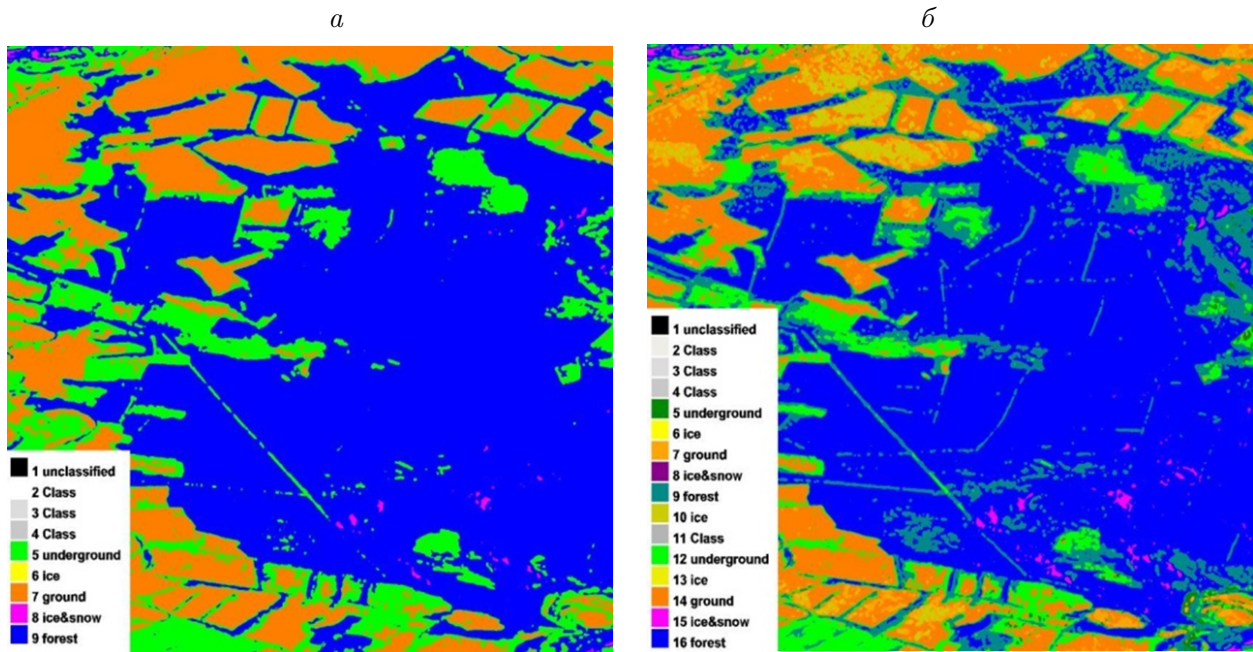 а
б
1 unclassified
2 Class
3 Class
4 Class
5 underground
6 ice
7 ground
8 ice&snow
9 forest
1 unclassified
2 Class
3 Class
4 Class
5 underground
6 ice
7 ground
8 ice&snow
9 forest
10 ice
11 Class
12 underground
13 ice
14 ground
15 ice&snow
16 forest